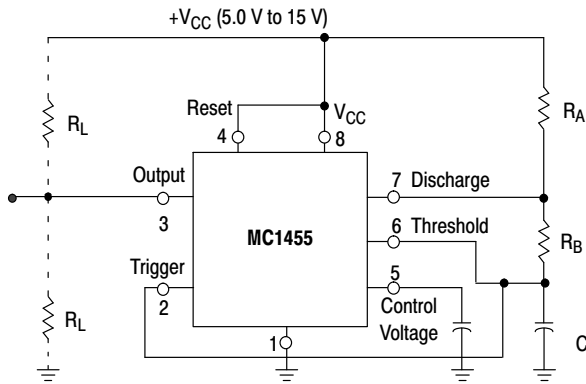 +VCC (5.0 V to 15 V)
Reset
VCC
4
8
RL
RA
Output
3
7 Discharge
6 Threshold
MC1455
RB
Trigger
2
5
Control
Voltage
RL
1
C